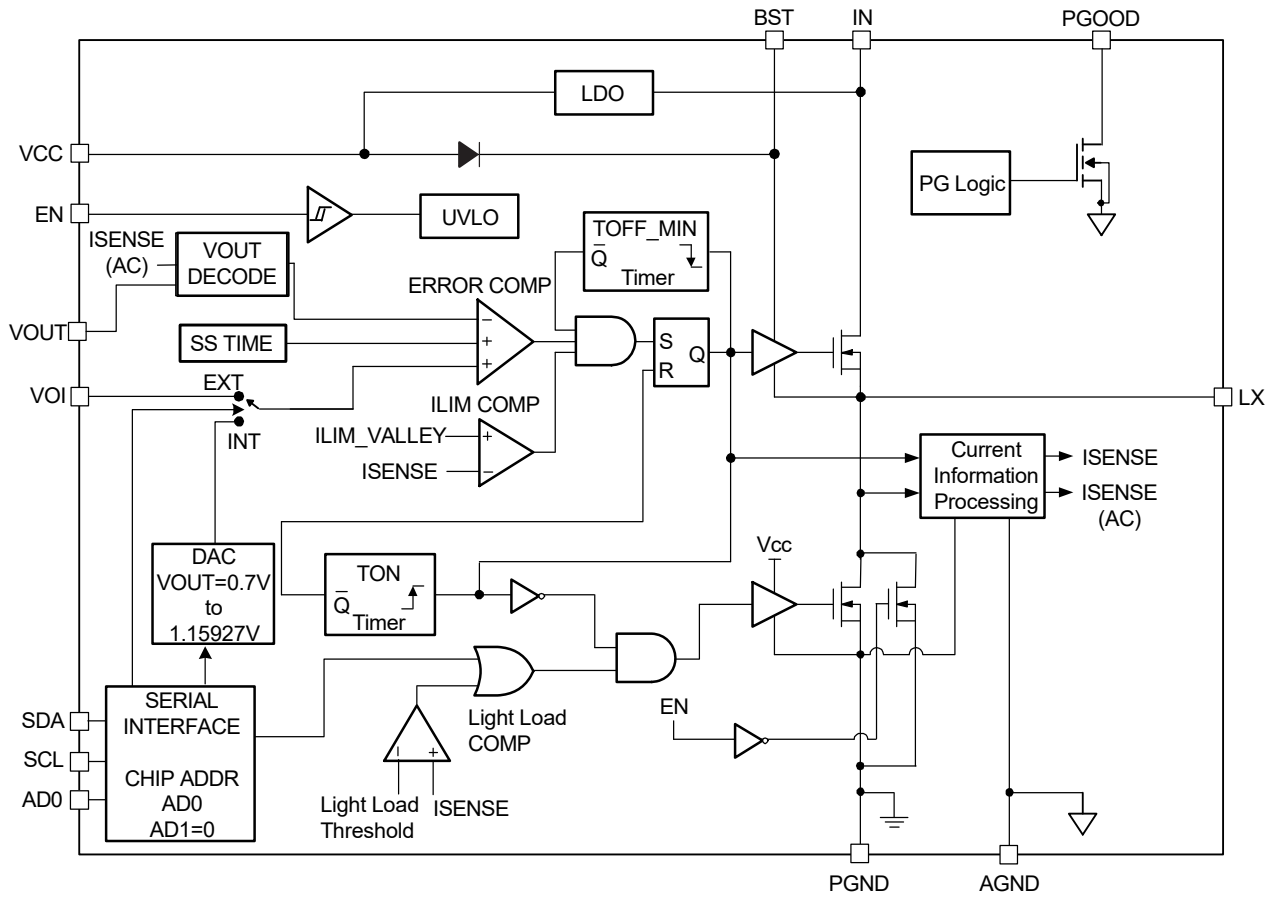 BST
IN
PGOOD
LDO
VCC
PG Logic
EN
UVLO
TOFF_MIN
Q̅
Timer
ISENSE
(AC)
VOUT
DECODE
ERROR COMP
VOUT
SS TIME
S
R
Q
VOI
EXT
INT
LX
ILIM COMP
ILIM_VALLEY
ISENSE
Current
Information
Processing
ISENSE
ISENSE
(AC)
DAC
VOUT=0.7V
to
1.15927V
TON
Q̅
Timer
Vcc
SERIAL
INTERFACE
CHIP ADDR
AD0
AD1=0
SDA
SCL
AD0
Light Load
COMP
EN
Light Load
Threshold
ISENSE
PGND
AGND